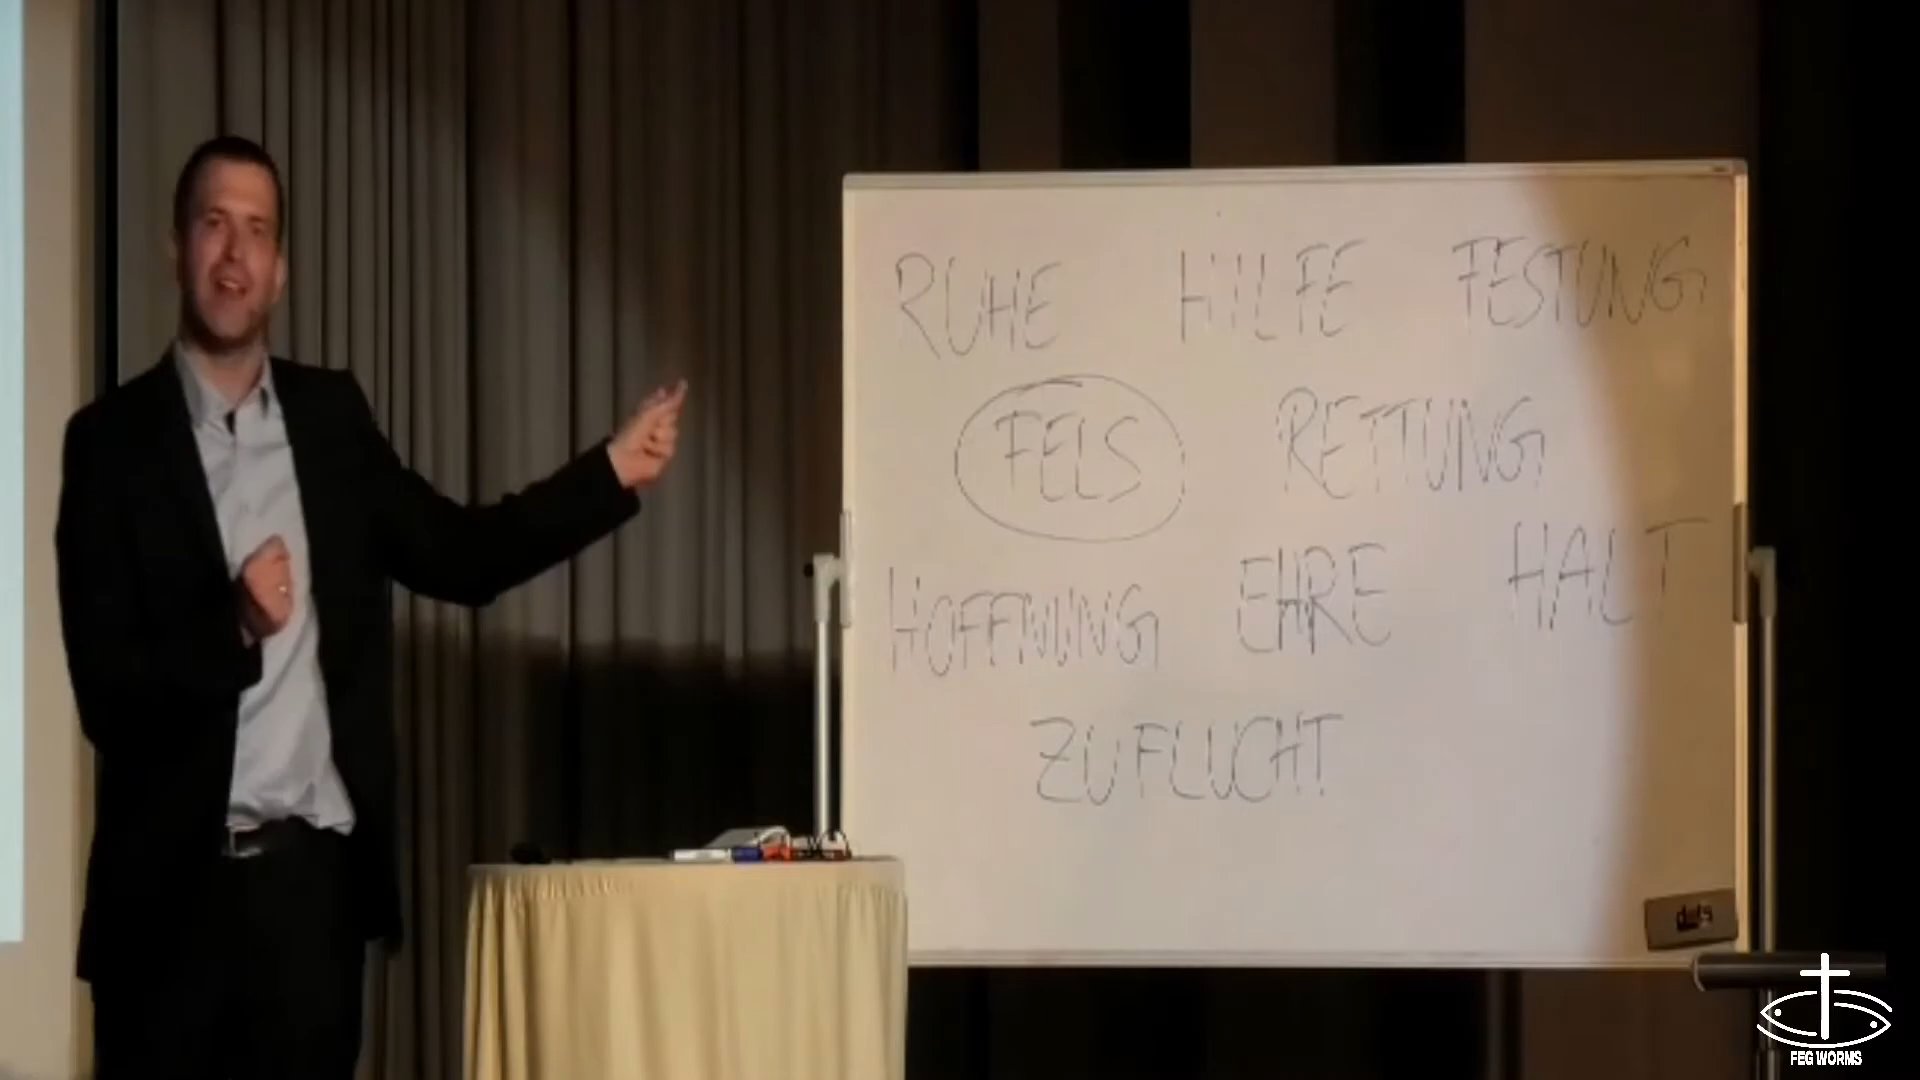 RUHE HILFE FESTUNG
FELS RETTUNG
HOFFNUNG EHRE HALT
ZUFLUCHT
FEG WORMS